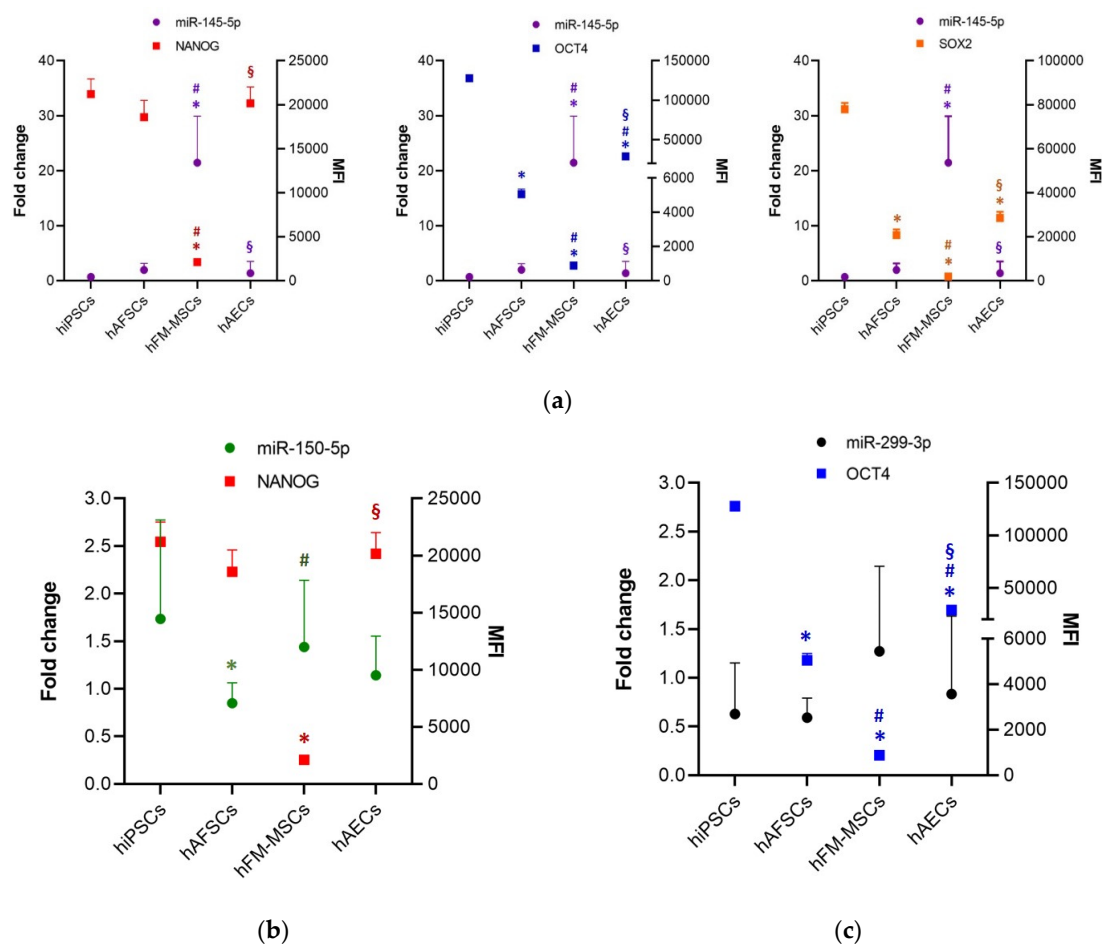 miR-145-5p
NANOG
40
30
20
10
0
Fold change
25000
20000
15000
10000
5000
0
MFI
§
#
*
#
*
§
hiPSCs
hAFSCs
hFM-MSCs
hAECs
miR-145-5p
OCT4
40
30
20
10
0
Fold change
150000
100000
50000
6000
4000
2000
0
MFI
*
#
*
#
*
§
#
*
§
hiPSCs
hAFSCs
hFM-MSCs
hAECs
miR-145-5p
SOX2
40
30
20
10
0
Fold change
100000
80000
60000
40000
20000
0
MFI
*
#
*
#
*
§
*
§
hiPSCs
hAFSCs
hFM-MSCs
hAECs
(a)
miR-150-5p
NANOG
3.0
2.5
2.0
1.5
1.0
0.5
0.0
Fold change
25000
20000
15000
10000
5000
0
MFI
*
#
*
§
hiPSCs
hAFSCs
hFM-MSCs
hAECs
(b)
miR-299-3p
OCT4
3.0
2.5
2.0
1.5
1.0
0.5
0.0
Fold change
150000
100000
50000
6000
4000
2000
0
MFI
*
#
*
§
#
*
hiPSCs
hAFSCs
hFM-MSCs
hAECs
(c)